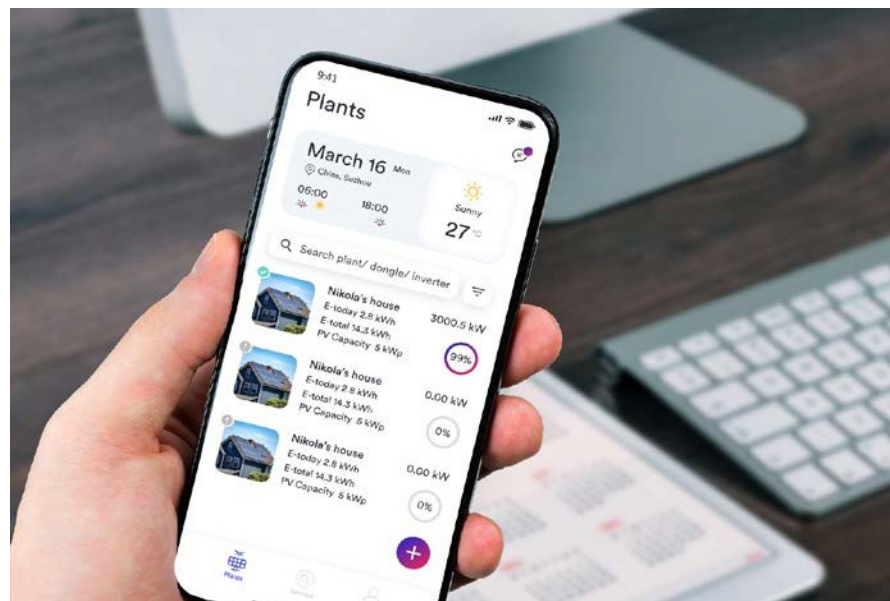 9:41
Plants
March 16 Mon
China, Suzhou
06:00 18:00
Sunny
27 °C
Search plant/ dongle/ inverter
Nikola's house
E-today 2.8 kWh
E-total 14.3 kWh
PV Capacity 5 kWp
3000.5 kW
99%
Nikola's house
E-today 2.8 kWh
E-total 14.3 kWh
PV Capacity 5 kWp
0.00 kW
0%
Nikola's house
E-today 2.8 kWh
E-total 14.3 kWh
PV Capacity 5 kWp
0.00 kW
0%
Plants